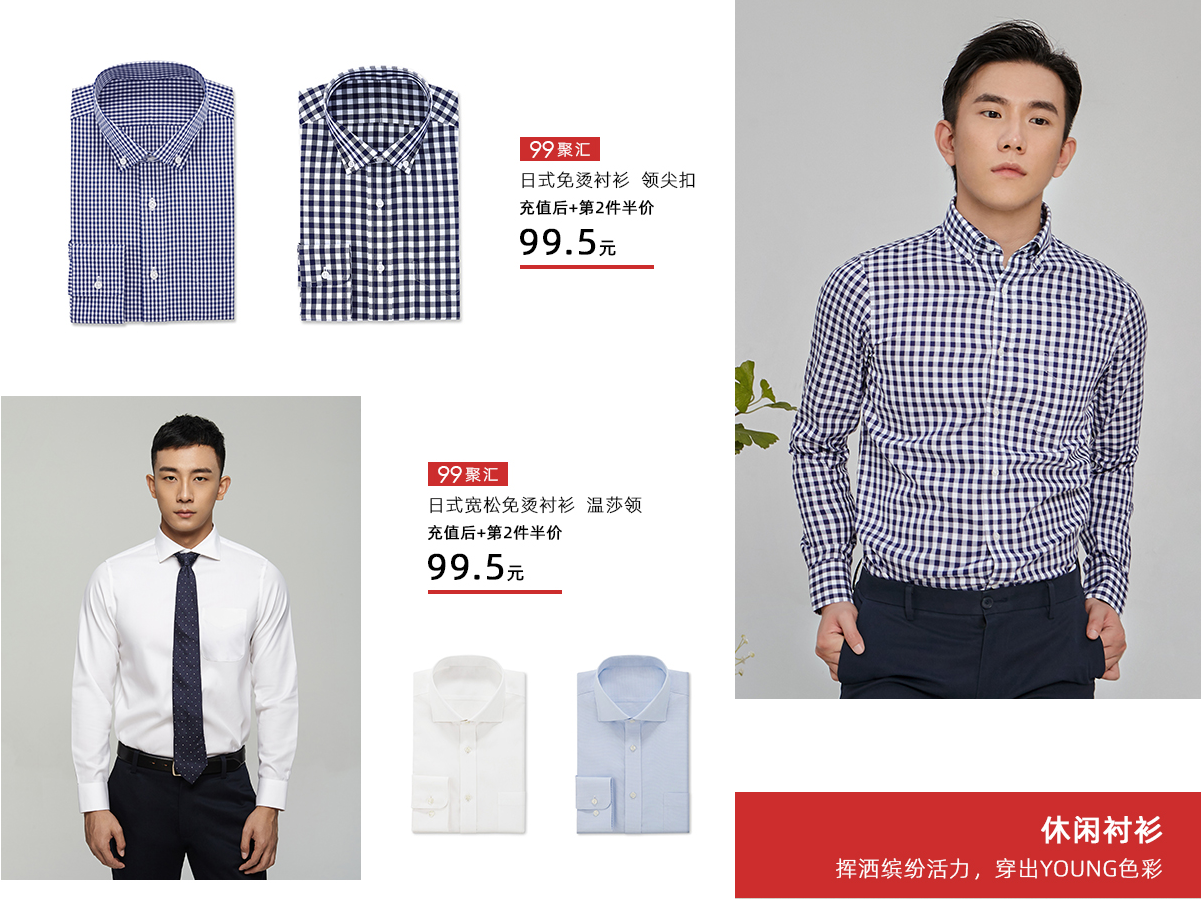 99聚汇
日式免烫衬衫 领尖扣
充值后+第2件半价
99.5元
99聚汇
日式宽松免烫衬衫 温莎领
充值后+第2件半价
99.5元
休闲衬衫
挥洒缤纷活力，穿出YOUNG色彩